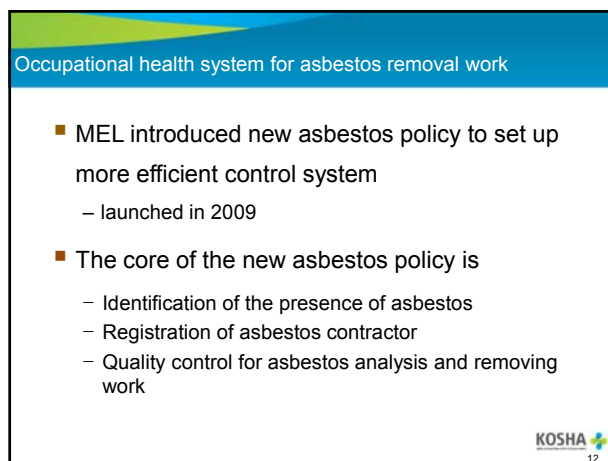 Occupational health system for asbestos removal work
▪ MEL introduced new asbestos policy to set up
more efficient control system
– launched in 2009
▪ The core of the new asbestos policy is
– Identification of the presence of asbestos
– Registration of asbestos contractor
– Quality control for asbestos analysis and removing
work
KOSHA
12